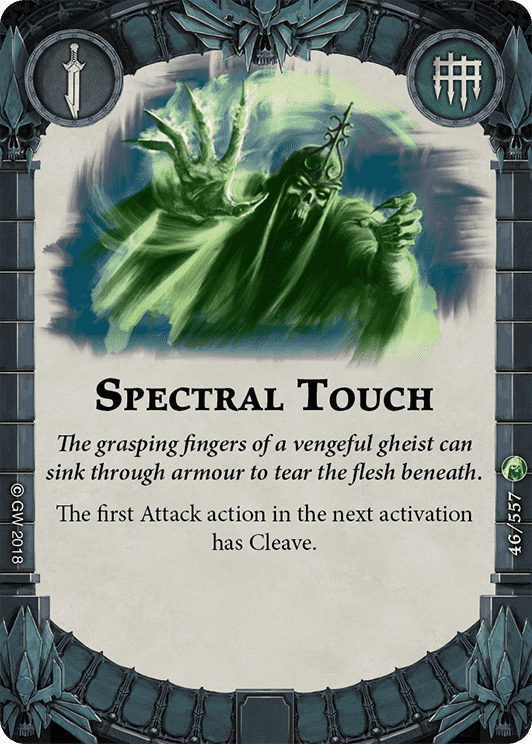 SPECTRAL TOUCH
The grasping fingers of a vengeful gheist can
sink through armour to tear the flesh beneath.
The first Attack action in the next activation
has Cleave.
© GW 2018
46/557